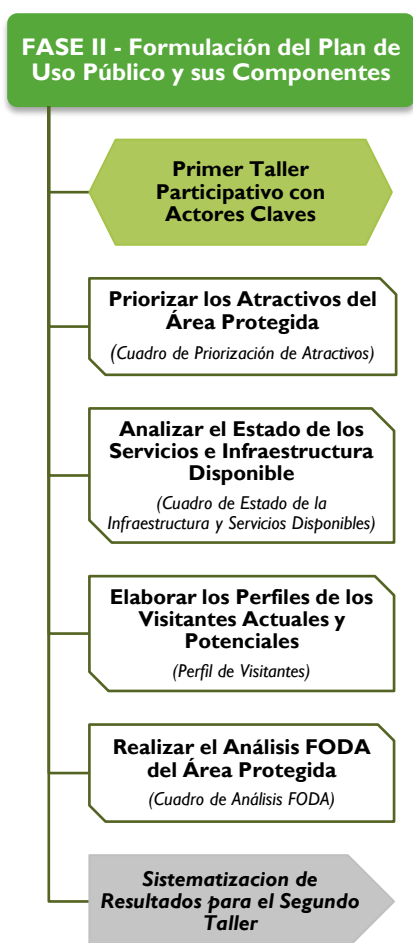 FASE II - Formulación del Plan de
Uso Público y sus Componentes
Primer Taller
Participativo con
Actores Claves
Priorizar los Atractivos del
Área Protegida
(Cuadro de Priorización de Atractivos)
Analizar el Estado de los
Servicios e Infraestructura
Disponible
(Cuadro de Estado de la
Infraestructura y Servicios Disponibles)
Elaborar los Perfiles de los
Visitantes Actuales y
Potenciales
(Perfil de Visitantes)
Realizar el Análisis FODA
del Área Protegida
(Cuadro de Análisis FODA)
Sistematizacion de
Resultados para el Segundo
Taller